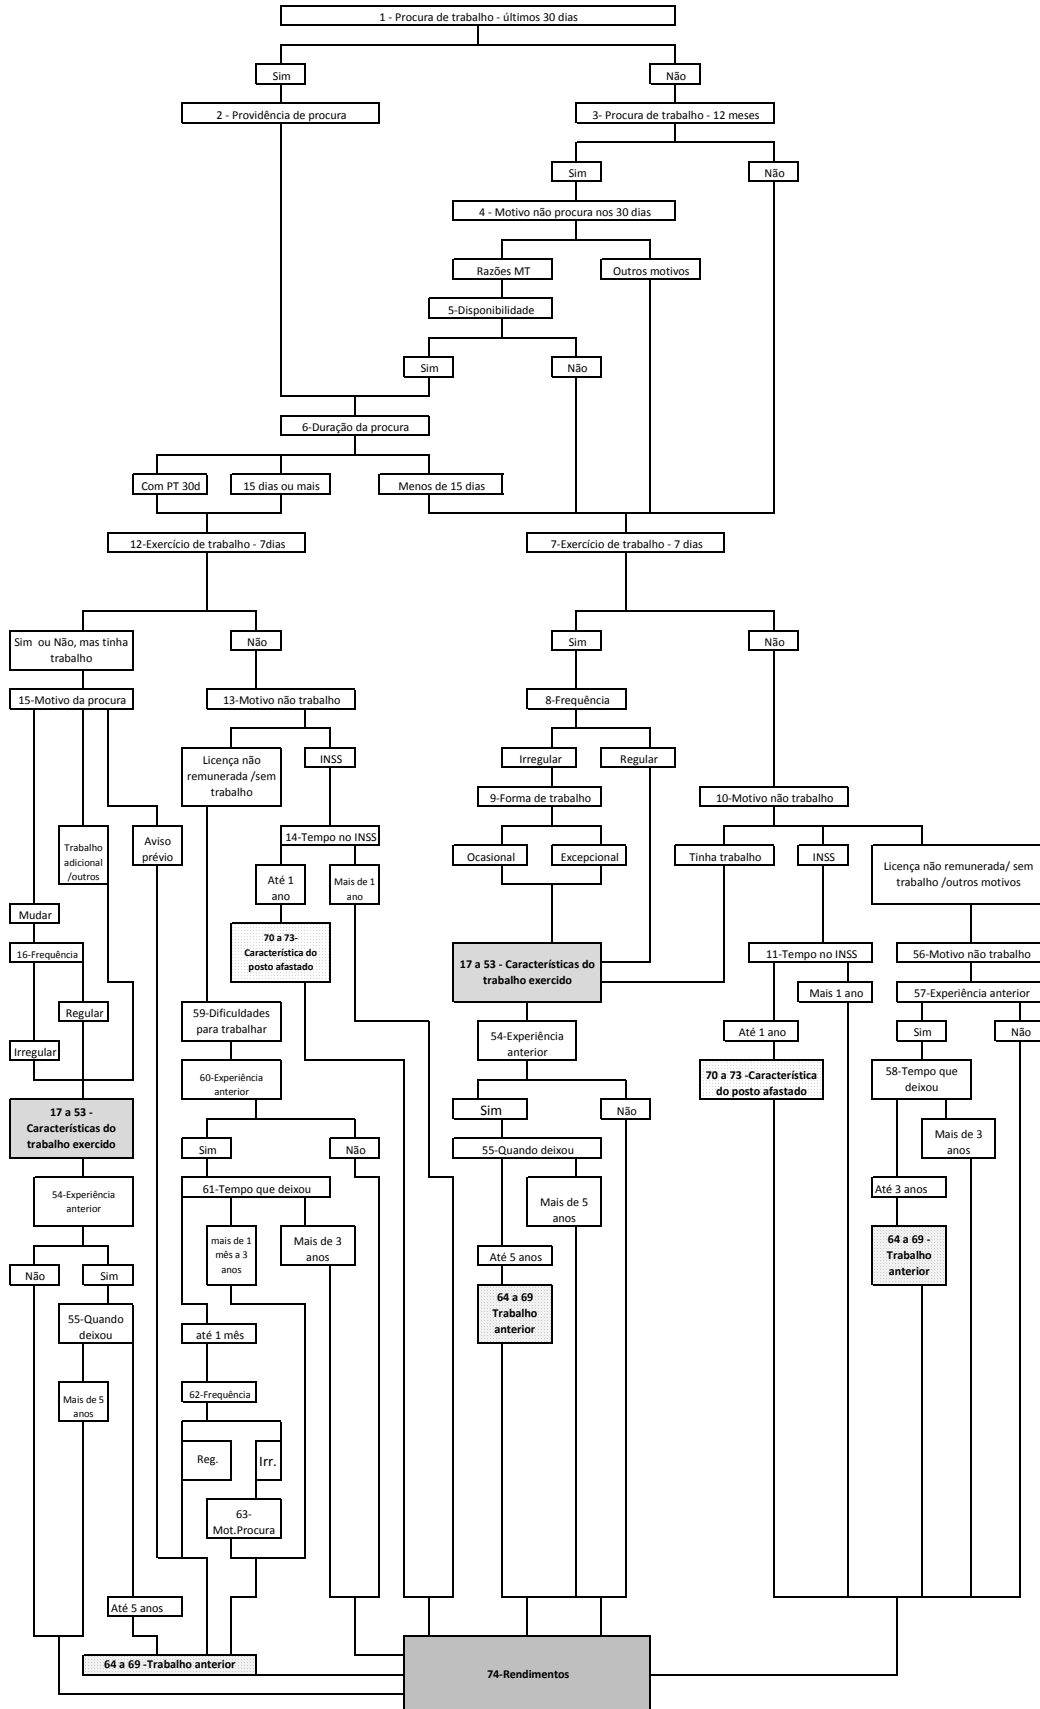 1 - Procura de trabalho - últimos 30 dias
Sim
Não
2 - Providência de procura
3- Procura de trabalho - 12 meses
Sim
Não
4 - Motivo não procura nos 30 dias
Razões MT
Outros motivos
5-Disponibilidade
Sim
Não
6-Duração da procura
Com PT 30d
15 dias ou mais
Menos de 15 dias
12-Exercício de trabalho - 7dias
7-Exercício de trabalho - 7 dias
Sim ou Não, mas tinha
trabalho
Não
Sim
Não
15-Motivo da procura
13-Motivo não trabalho
8-Frequência
Licença não
remunerada /sem
trabalho
INSS
Irregular
Regular
9-Forma de trabalho
10-Motivo não trabalho
Trabalho
adicional
/outros
Aviso
prévio
14-Tempo no INSS
Ocasional
Excepcional
Tinha trabalho
INSS
Licença não remunerada/ sem
trabalho /outros motivos
Até 1
ano
Mais de 1
ano
Mudar
70 a 73-
Característica do
posto afastado
16-Frequência
17 a 53 - Características do
trabalho exercido
11-Tempo no INSS
56-Motivo não trabalho
Mais 1 ano
57-Experiência anterior
Regular
59-Dificuldades
para trabalhar
54-Experiência
anterior
Até 1 ano
Sim
Não
Irregular
60-Experiência
anterior
70 a 73 -Característica
do posto afastado
58-Tempo que
deixou
17 a 53 -
Características do
trabalho exercido
Sim
Não
Mais de 3
anos
Sim
Não
55-Quando deixou
54-Experiência
anterior
61-Tempo que deixou
Mais de 5
anos
Até 3 anos
mais de 1
mês a 3
anos
Mais de 3
anos
64 a 69 -
Trabalho
anterior
Não
Sim
Até 5 anos
55-Quando
deixou
até 1 mês
64 a 69
Trabalho
anterior
Mais de 5
anos
62-Frequência
Reg.
Irr.
63-
Mot.Procura
Até 5 anos
64 a 69 -Trabalho anterior
74-Rendimentos